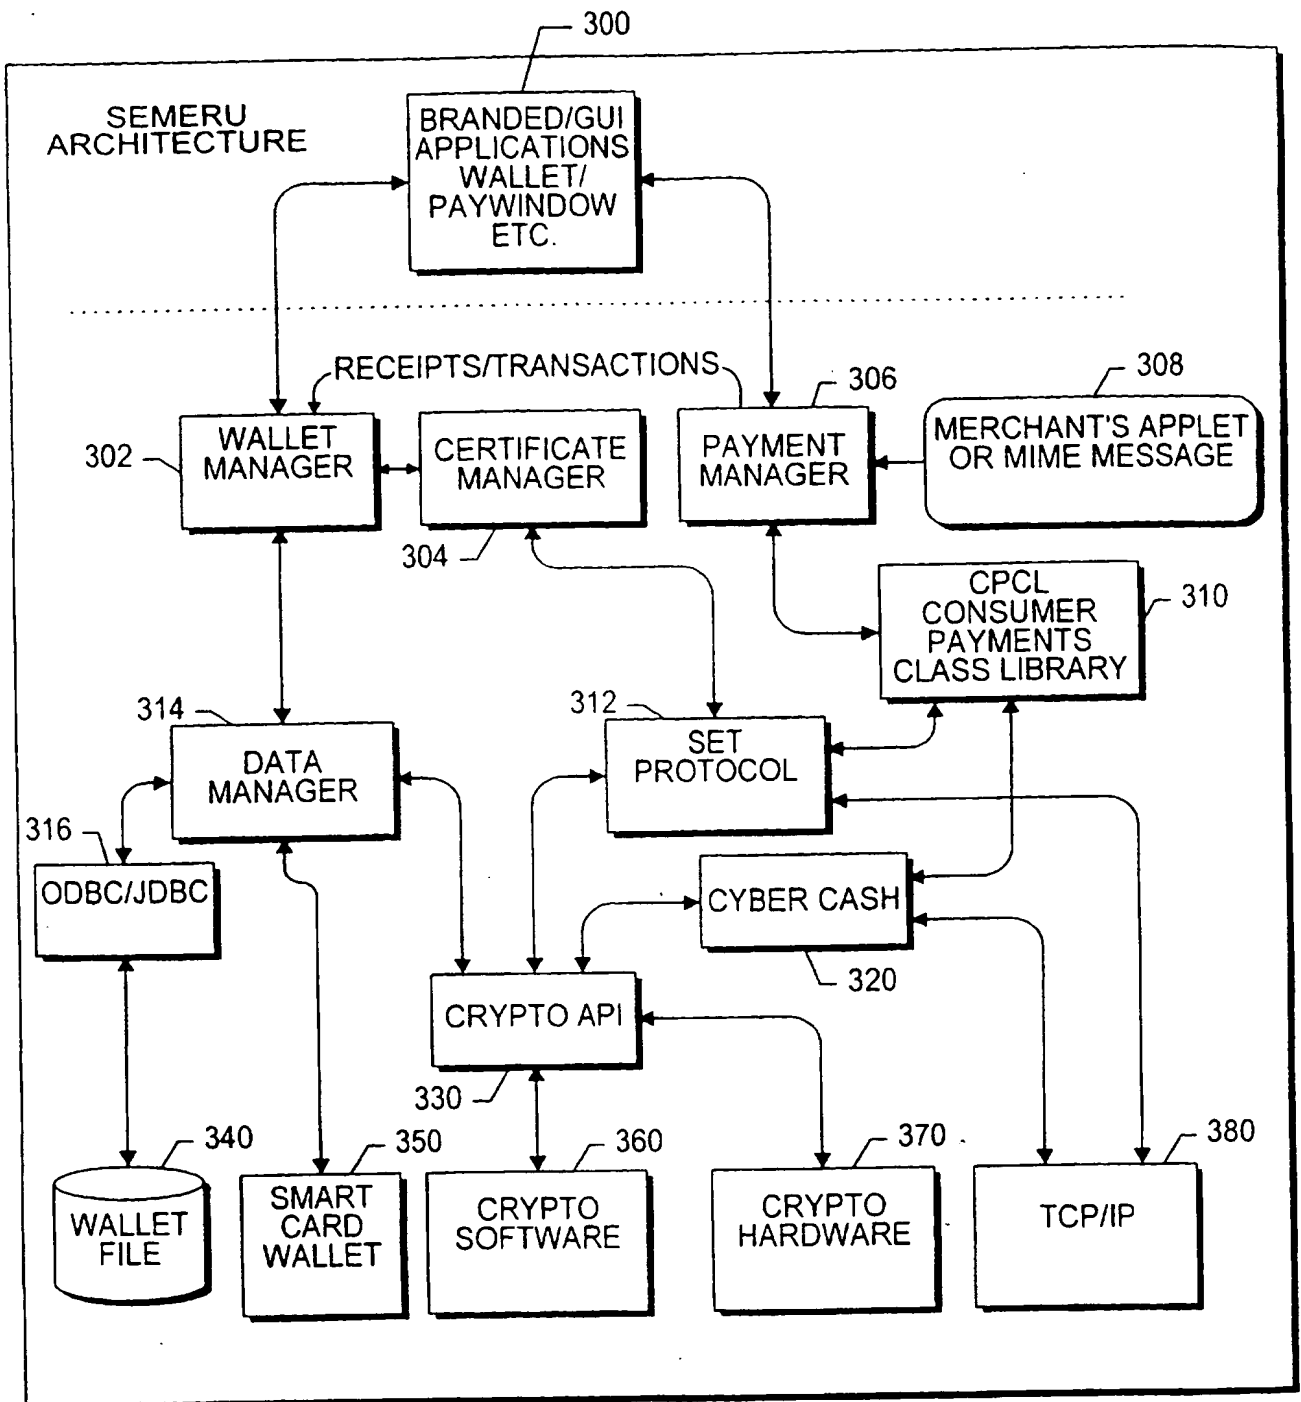 300
SEMERU
ARCHITECTURE
BRANDED/GUI
APPLICATIONS
WALLET/
PAYWINDOW
ETC.
RECEIPTS/TRANSACTIONS
306
308
302
WALLET
MANAGER
CERTIFICATE
MANAGER
PAYMENT
MANAGER
MERCHANT'S APPLET
OR MIME MESSAGE
304
CPCL
CONSUMER
PAYMENTS
CLASS LIBRARY
310
314
312
DATA
MANAGER
SET
PROTOCOL
316
ODBC/JDBC
CYBER CASH
320
CRYPTO API
330
340
350
360
370
380
WALLET
FILE
SMART
CARD
WALLET
CRYPTO
SOFTWARE
CRYPTO
HARDWARE
TCP/IP